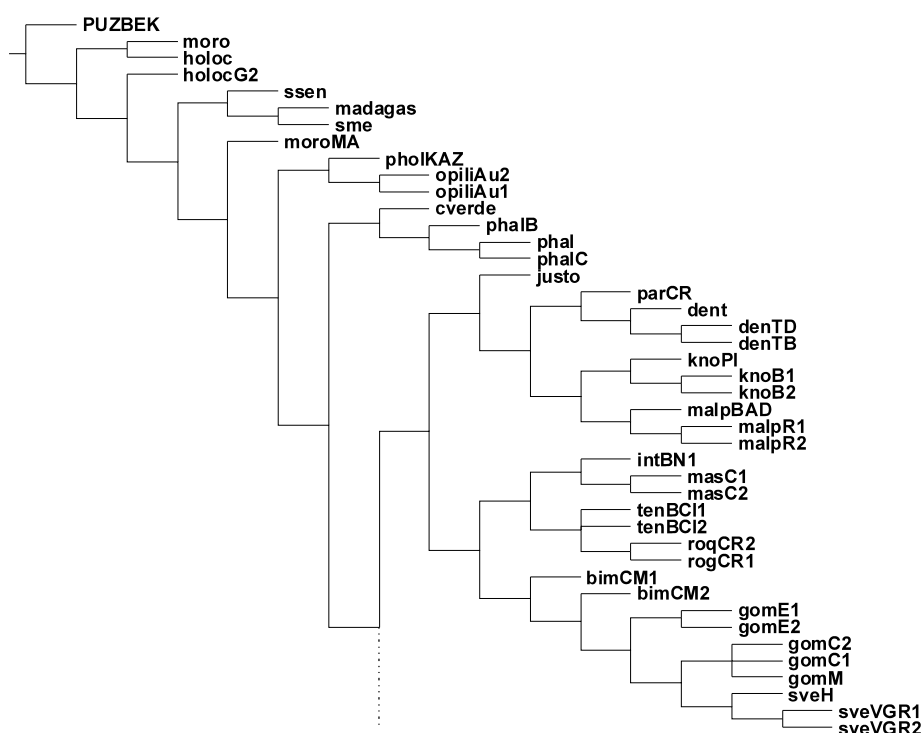 PUZBEK
moro
holoc
holocG2
ssen
madagas
sme
moroMA
pholKAZ
opiliAu2
opiliAu1
cverde
phalB
phal
phalC
justo
parCR
dent
denTD
denTB
knoPI
knoB1
knoB2
malpBAD
malpR1
malpR2
intBN1
masC1
masC2
tenBCI1
tenBCI2
roqCR2
rogCR1
bimCM1
bimCM2
gomE1
gomE2
gomC2
gomC1
gomM
sveH
sveVGR1
sveVGR2